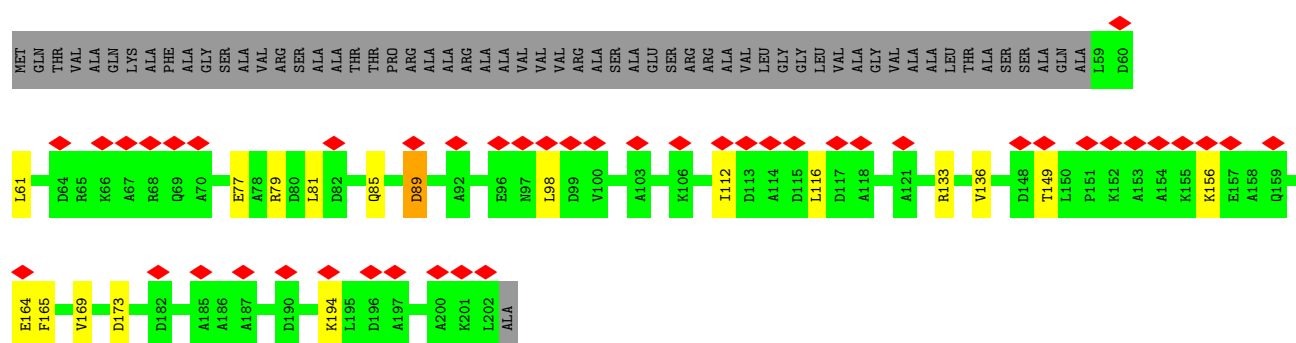 MET GLN THR VAL ALA GLN LYS ALA PHE ALA GLY SER ALA VAL ARG SER ALA ALA THR THR PRO ARG ALA ALA ARG ALA ALA VAL VAL VAL ARG ALA SER ALA GLU SER ARG ARG ALA VAL LEU GLY GLY LEU VAL ALA GLY VAL ALA ALA LEU THR ALA SER SER ALA GLN ALA L59 D60
L61 D64 R65 K66 A67 R68 Q69 A70 E77 A78 R79 D80 L81 D82 Q85 D89 A92 E96 N97 L98 D99 V100 A103 K106 I112 D113 A114 D115 L116 D117 A118 A121 R133 V136 D148 T149 L150 P151 K152 A153 A154 K155 K156 E157 A158 Q159
E164 F165 V169 D173 D182 A185 A186 A187 D190 K194 L195 D196 A197 A200 K201 L202 ALA